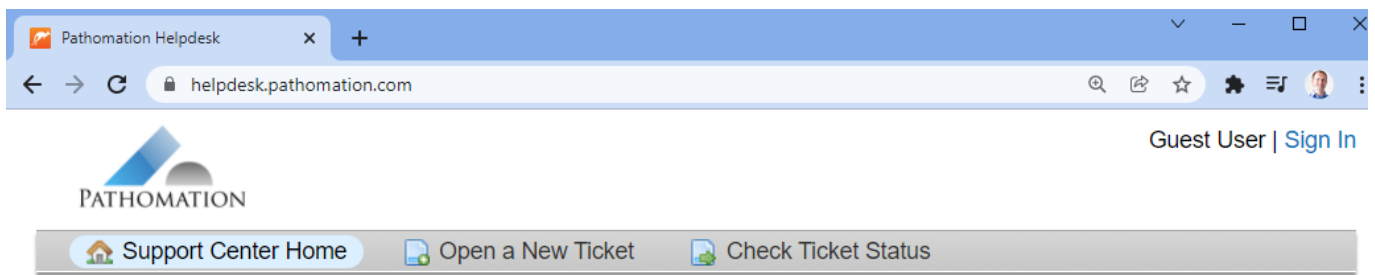 Pathomation Helpdesk
helpdesk.pathomation.com
Guest User | Sign In
PATHOMATION
Support Center Home Open a New Ticket Check Ticket Status